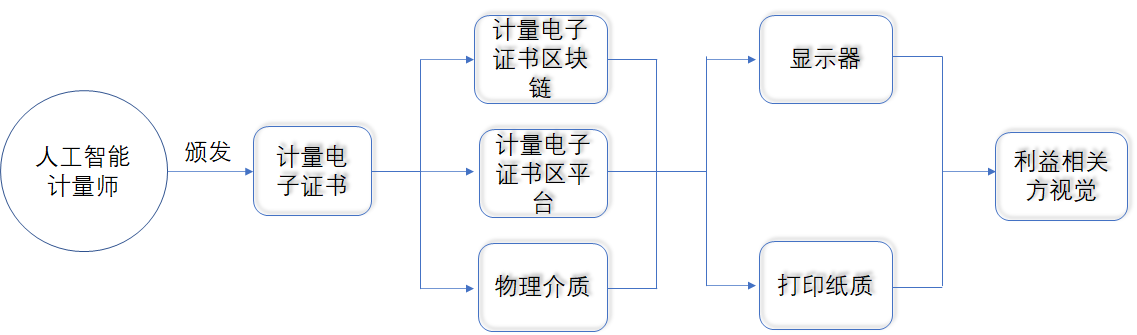 人工智能
计量师
颁发
计量电
子证书
计量电子
证书区块
链
计量电子
证书区平
台
物理介质
显示器
打印纸质
利益相关
方视觉